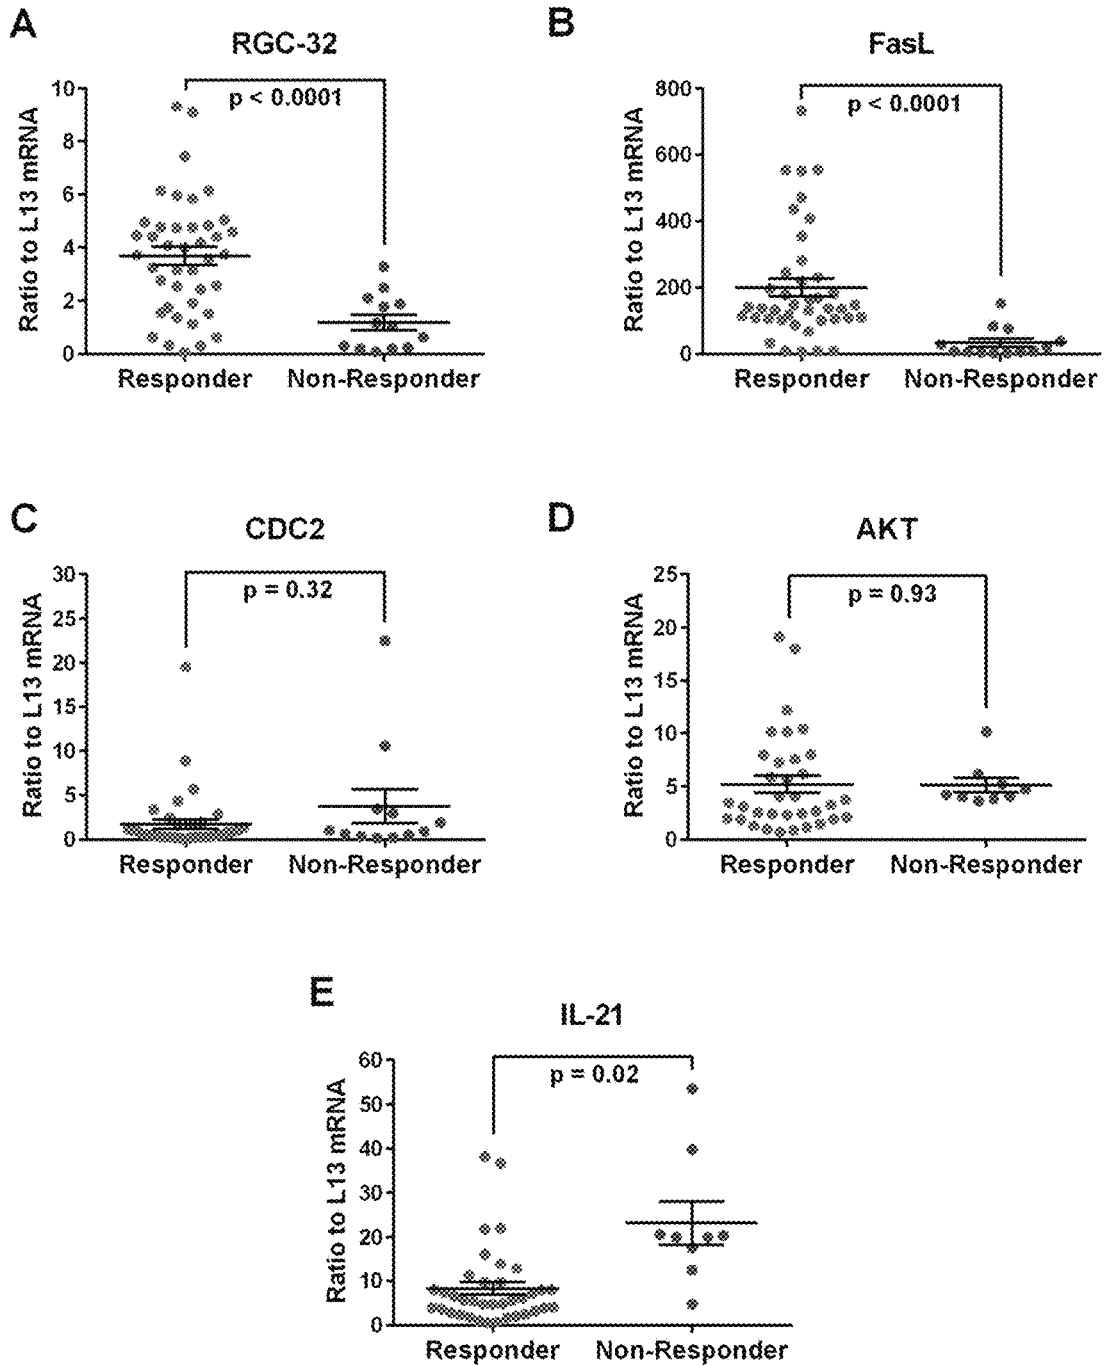 A
RGC-32
Ratio to L13 mRNA
10
8
6
4
2
0
p < 0.0001
Responder Non-Responder
B
FasL
Ratio to L13 mRNA
800
600
400
200
0
p < 0.0001
Responder Non-Responder
C
CDC2
Ratio to L13 mRNA
30
25
20
15
10
5
0
p = 0.32
Responder Non-Responder
D
AKT
Ratio to L13 mRNA
25
20
15
10
5
0
p = 0.93
Responder Non-Responder
E
IL-21
Ratio to L13 mRNA
60
50
40
30
20
10
0
p = 0.02
Responder Non-Responder